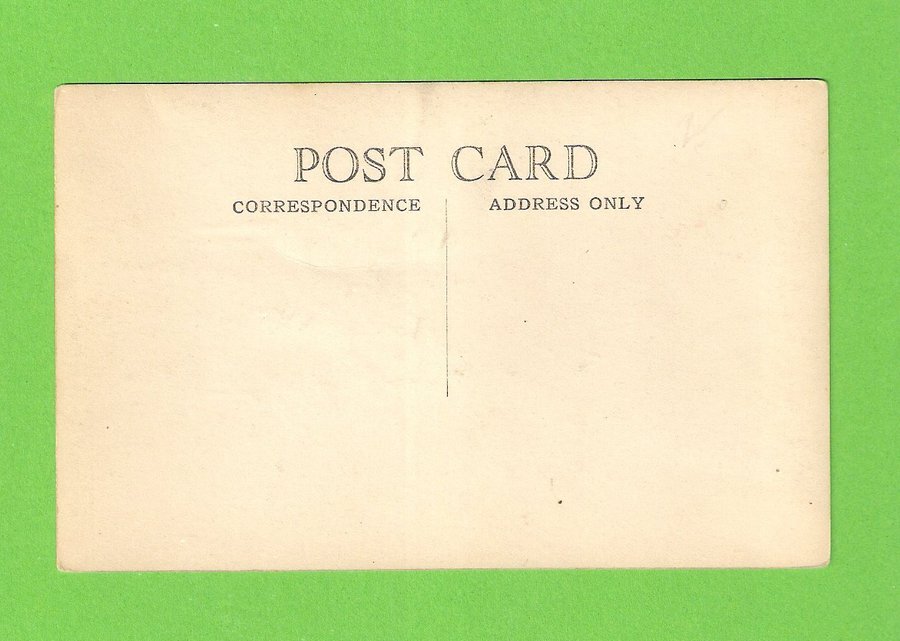 POST CARD
CORRESPONDENCE ADDRESS ONLY